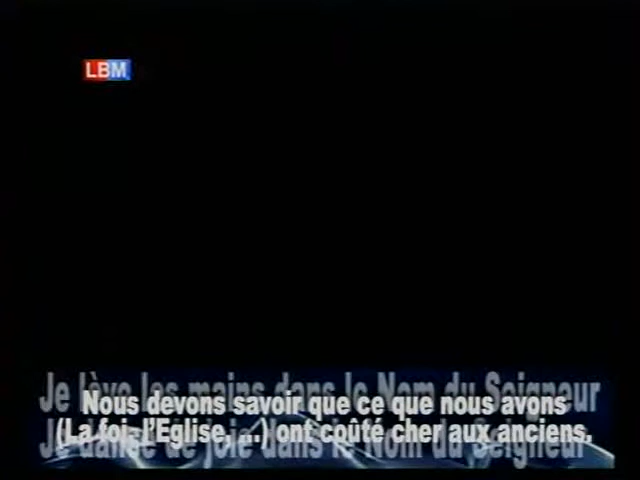 LBM
Je lève les mains dans le Nom du Seigneur
Nous devons savoir que ce que nous avons
(La foi, l'Eglise, ...) ont coûté cher aux anciens.
Je danse de joie dans le Nom du Seigneur